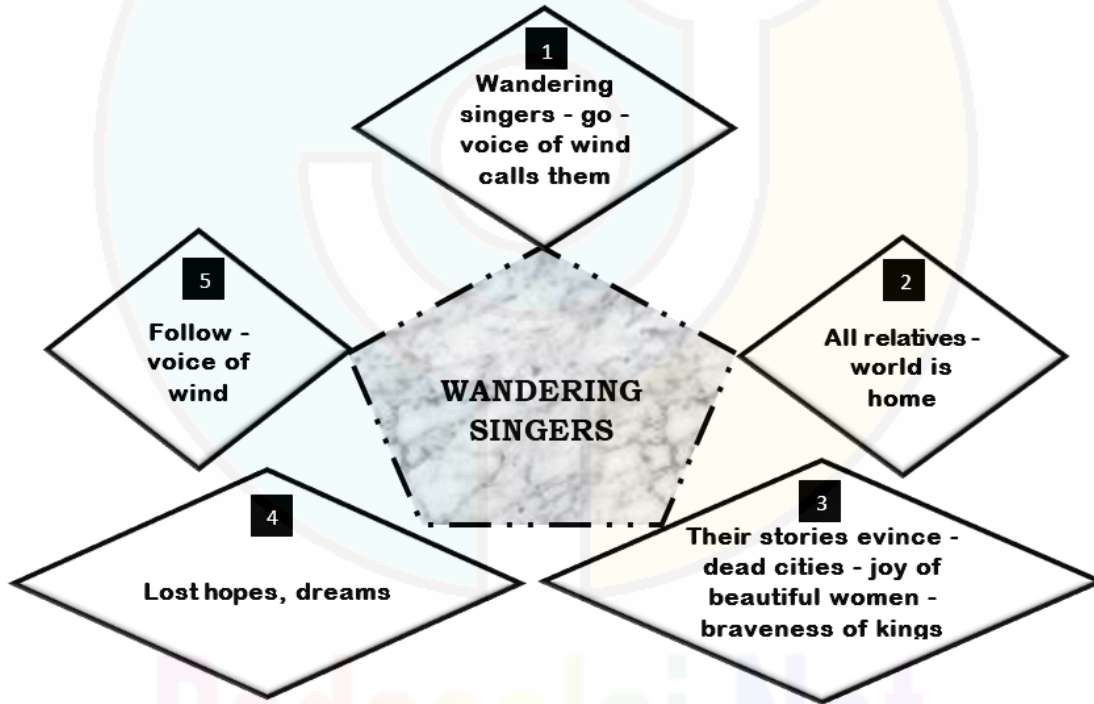 1
Wandering
singers - go -
voice of wind
calls them
2
All relatives -
world is
home
3
Their stories evince -
dead cities - joy of
beautiful women -
braveness of kings
4
Lost hopes, dreams
5
Follow -
voice of
wind
WANDERING
SINGERS